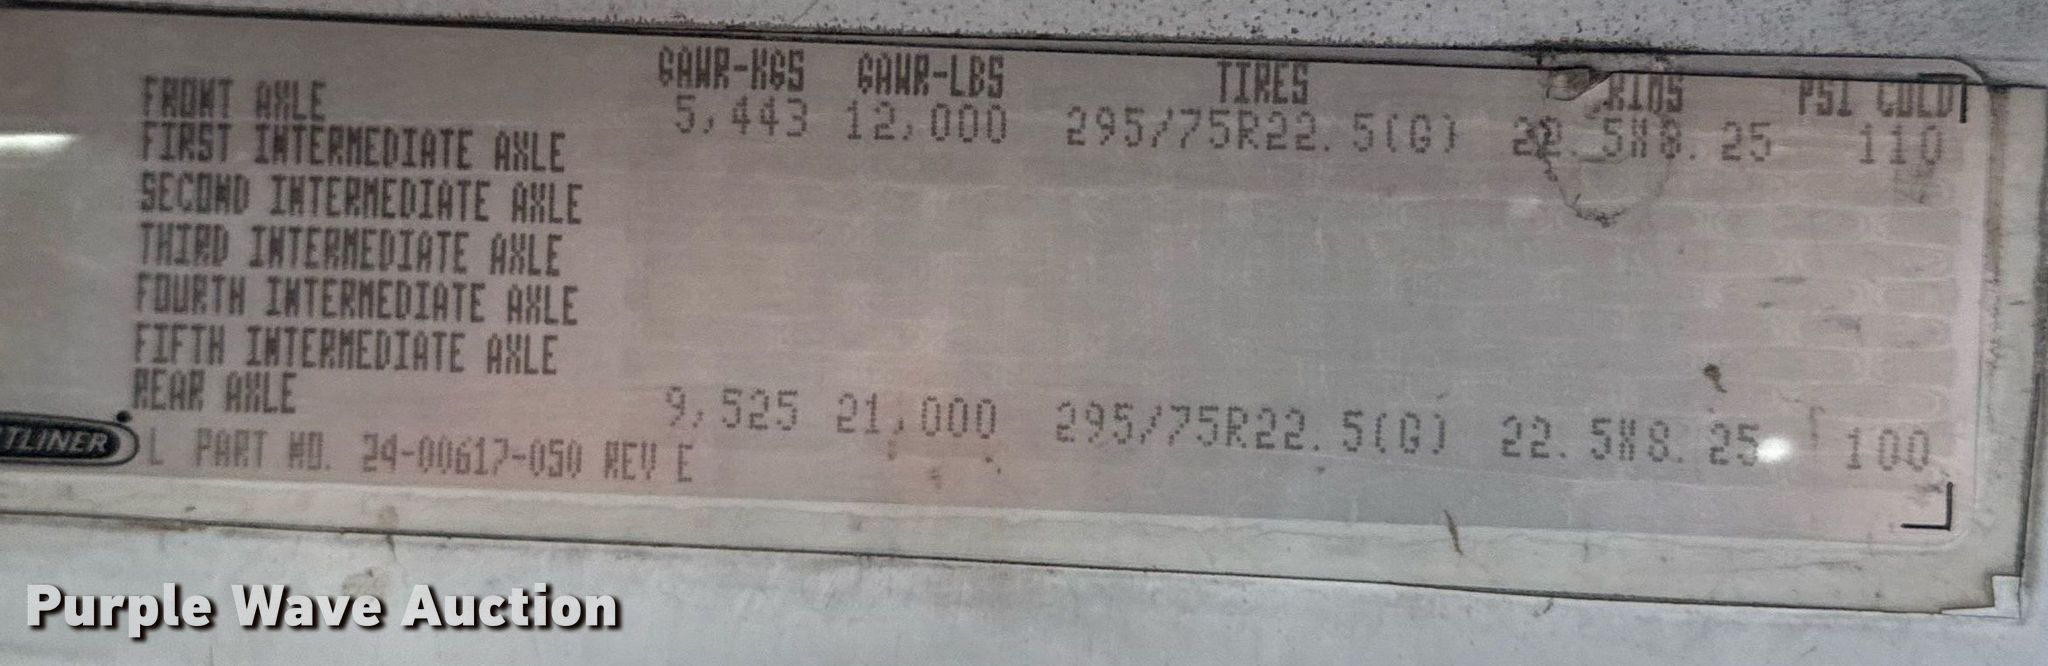 GAWR-KGS GAWR-LBS TIRES RIMS PSI COLD
FRONT AXLE 5,443 12,000 295/75R22.5(G) 22.5X8.25 110
FIRST INTERMEDIATE AXLE
SECOND INTERMEDIATE AXLE
THIRD INTERMEDIATE AXLE
FOURTH INTERMEDIATE AXLE
FIFTH INTERMEDIATE AXLE
REAR AXLE 9,525 21,000 295/75R22.5(G) 22.5X8.25 100
TLINER L PART NO. 24-00617-050 REV E
Purple Wave Auction